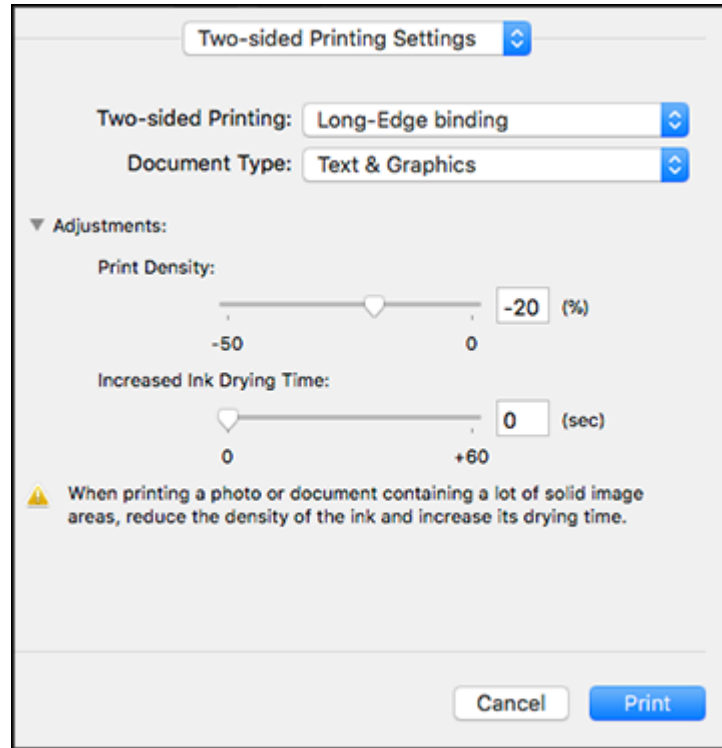 Two-sided Printing Settings
Two-sided Printing: Long-Edge binding
Document Type: Text & Graphics
Adjustments:
Print Density:
-20 (%)
-50 0
Increased Ink Drying Time:
0 (sec)
0 +60
When printing a photo or document containing a lot of solid image
areas, reduce the density of the ink and increase its drying time.
Cancel Print